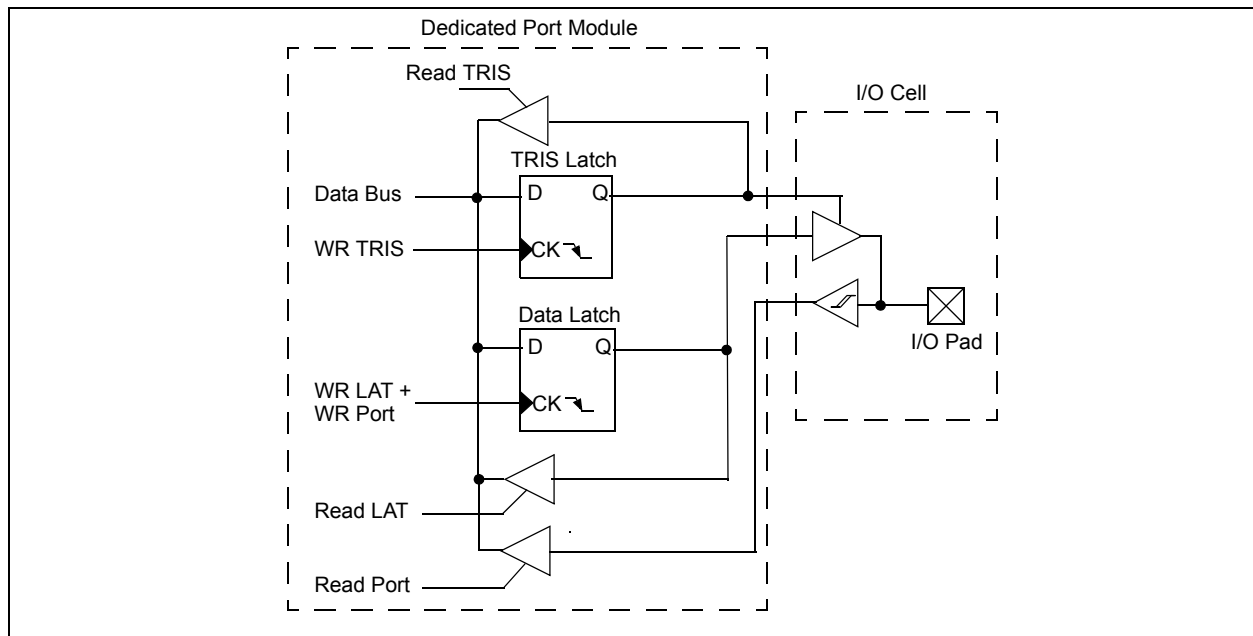 Dedicated Port Module
Read TRIS
I/O Cell
TRIS Latch
Data Bus
D
Q
WR TRIS
CK
Data Latch
I/O Pad
D
Q
WR LAT +
WR Port
CK
Read LAT
Read Port